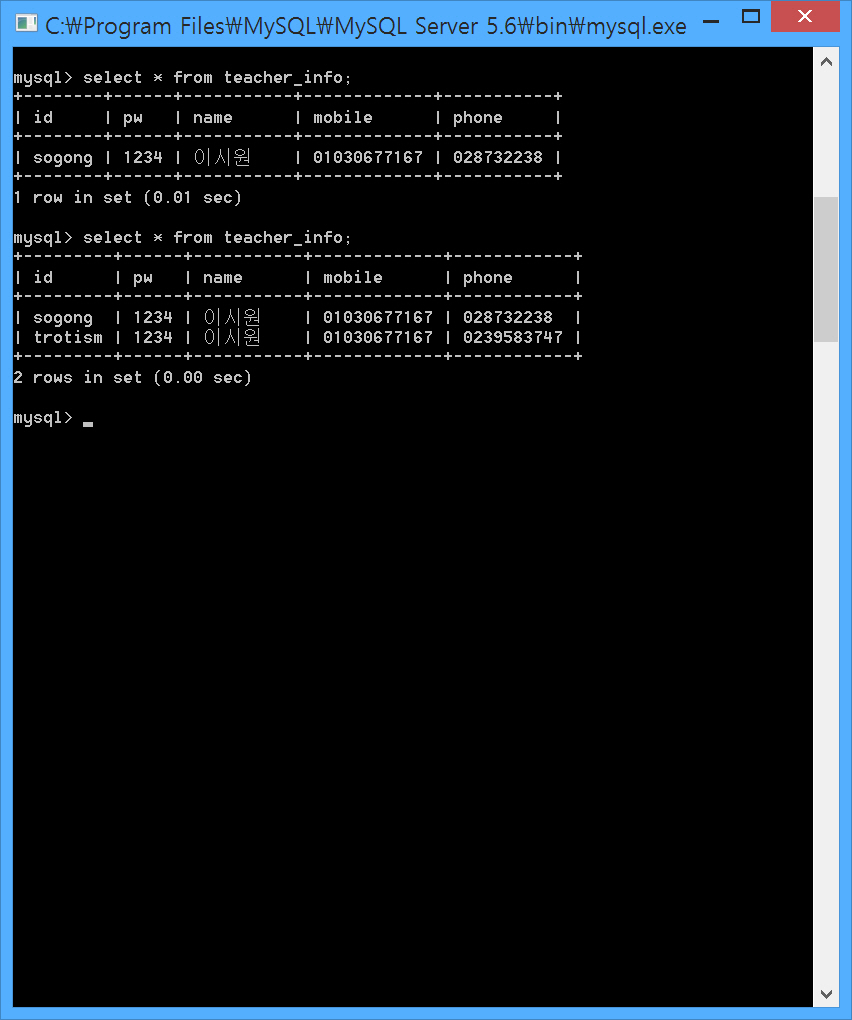 C:₩Program Files₩MySQL₩MySQL Server 5.6₩bin₩mysql.exe
mysql> select * from teacher_info;
+--------+------+-----------+-------------+-----------+
| id     | pw   | name      | mobile      | phone     |
+--------+------+-----------+-------------+-----------+
| sogong | 1234 | 이시원    | 01030677167 | 028732238 |
+--------+------+-----------+-------------+-----------+
1 row in set (0.01 sec)
mysql> select * from teacher_info;
+---------+------+-----------+-------------+------------+
| id      | pw   | name      | mobile      | phone      |
+---------+------+-----------+-------------+------------+
| sogong  | 1234 | 이시원    | 01030677167 | 028732238  |
| trotism | 1234 | 이시원    | 01030677167 | 0239583747 |
+---------+------+-----------+-------------+------------+
2 rows in set (0.00 sec)
mysql> _